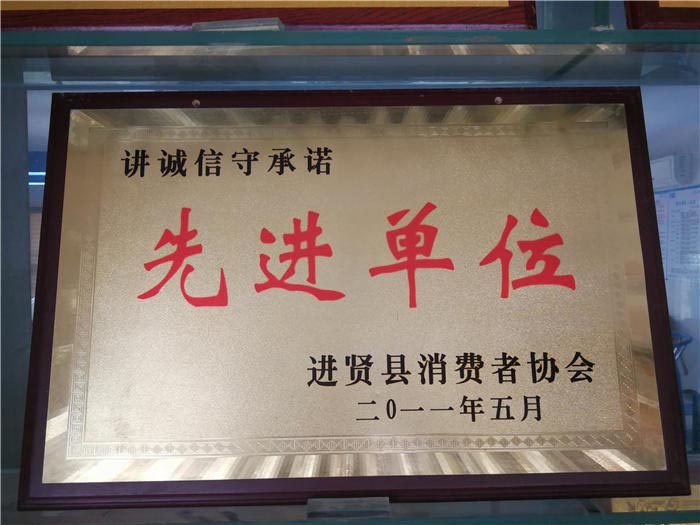 讲诚信守承诺
先进单位
进贤县消费者协会
二0一一年五月